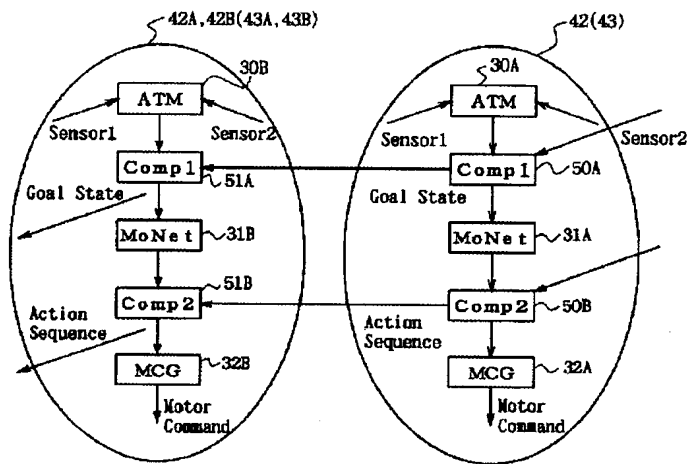 42A,42B(43A,43B)
42(43)
30B
ATM
Sensor1
Sensor2
Comp1
51A
Goal State
MoNet
31B
51B
Comp2
Action
Sequence
MCG
32B
Motor
Command
30A
ATM
Sensor1
Sensor2
Comp1
50A
Goal State
MoNet
31A
Comp2
50B
Action
Sequence
MCG
32A
Motor
Command